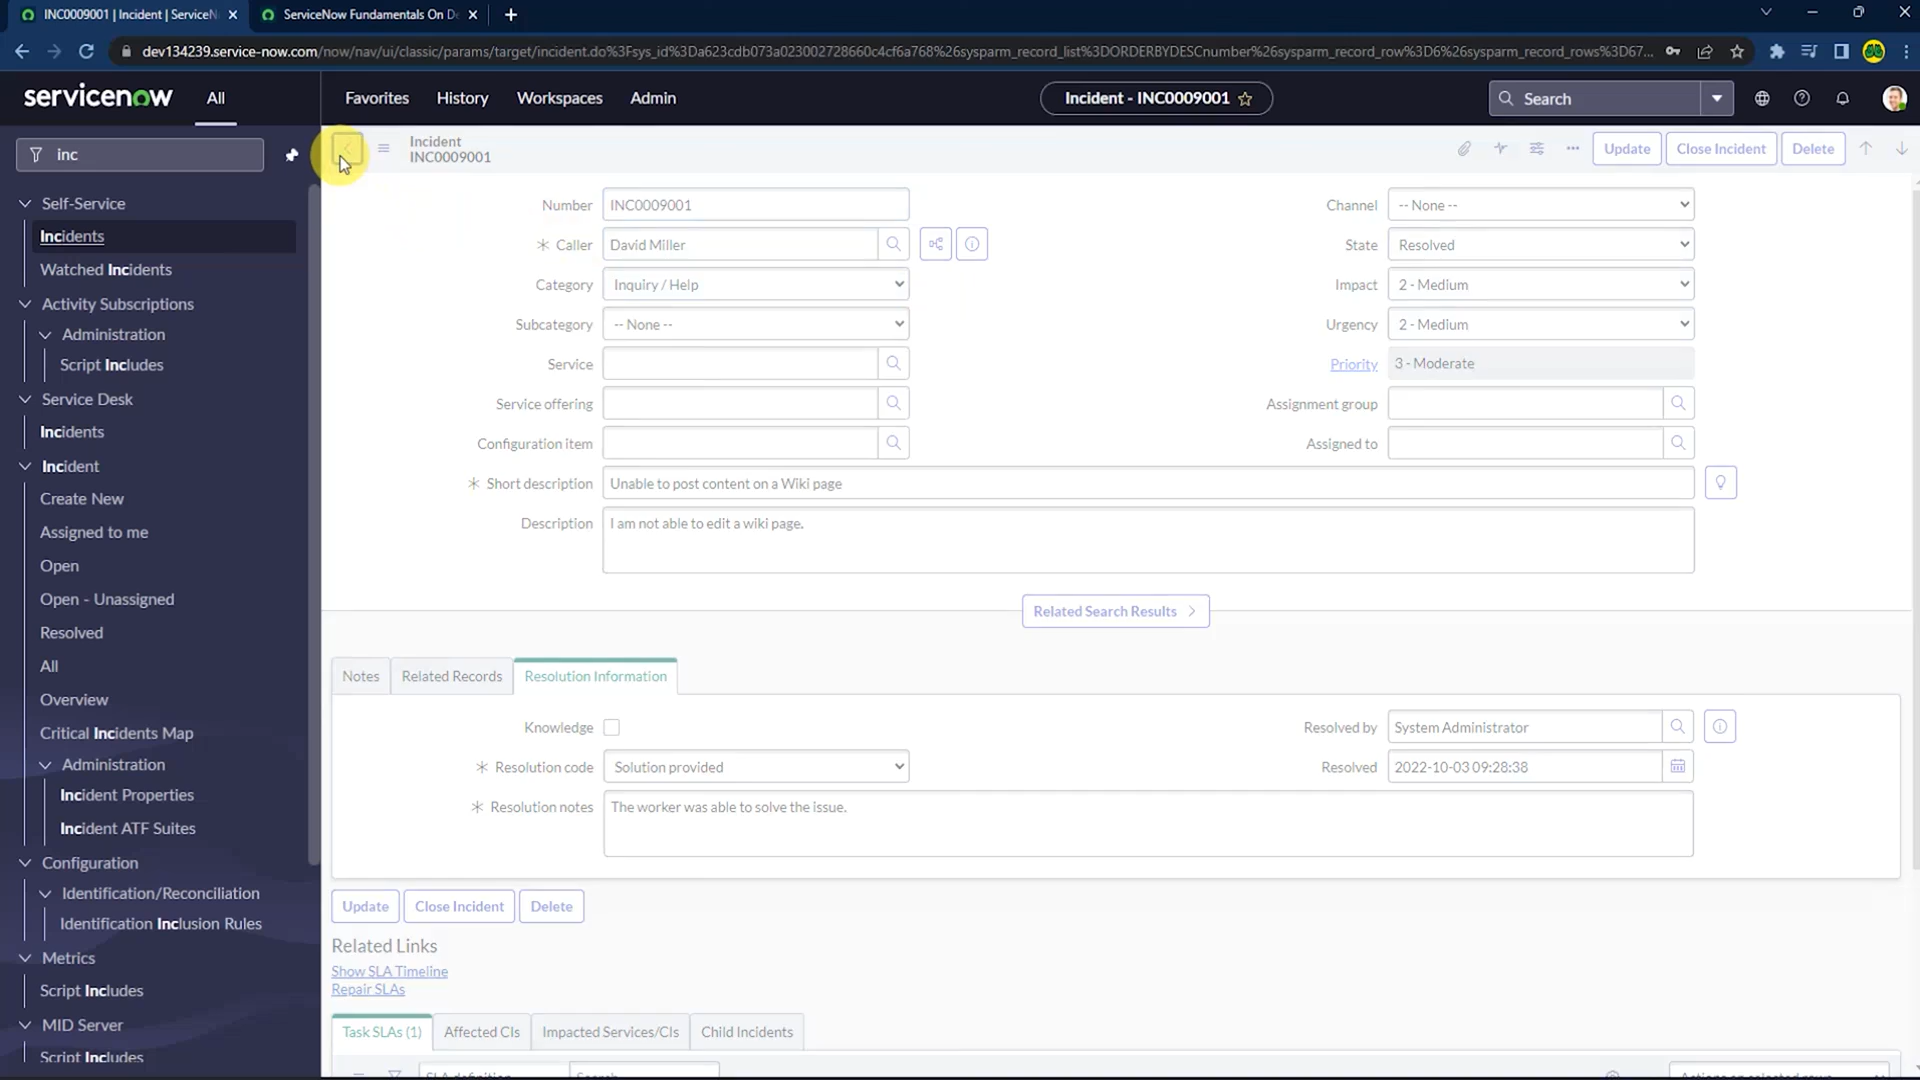 INC0009001 | Incident | ServiceN
ServiceNow Fundamentals On De
dev134239.service-now.com/now/nav/ui/classic/params/target/incident.do%3Fsys_id%3Da623cdb073a023002728660c4cf6a768%26sysparm_record_list%3DORDERBYDESCnumber%26sysparm_record_row%3D6%26sysparm_record_rows%3D67...
servicenow
All
Favorites
History
Workspaces
Admin
Incident - INC0009001
Search
inc
Self-Service
Incidents
Watched Incidents
Activity Subscriptions
Administration
Script Includes
Service Desk
Incidents
Incident
Create New
Assigned to me
Open
Open - Unassigned
Resolved
All
Overview
Critical Incidents Map
Administration
Incident Properties
Incident ATF Suites
Configuration
Identification/Reconciliation
Identification Inclusion Rules
Metrics
Script Includes
MID Server
Script Includes
Incident
INC0009001
Update
Close Incident
Delete
Number INC0009001
Channel -- None --
Caller David Miller
State Resolved
Category Inquiry / Help
Impact 2 - Medium
Subcategory -- None --
Urgency 2 - Medium
Service
Priority 3 - Moderate
Service offering
Assignment group
Configuration item
Assigned to
Short description Unable to post content on a Wiki page
Description I am not able to edit a wiki page.
Related Search Results
Notes
Related Records
Resolution Information
Knowledge
Resolved by System Administrator
Resolution code Solution provided
Resolved 2022-10-03 09:28:38
Resolution notes The worker was able to solve the issue.
Update
Close Incident
Delete
Related Links
Show SLA Timeline
Repair SLAs
Task SLAs (1)
Affected CIs
Impacted Services/CIs
Child Incidents
SLA definition
Search
Actions on selected rows...